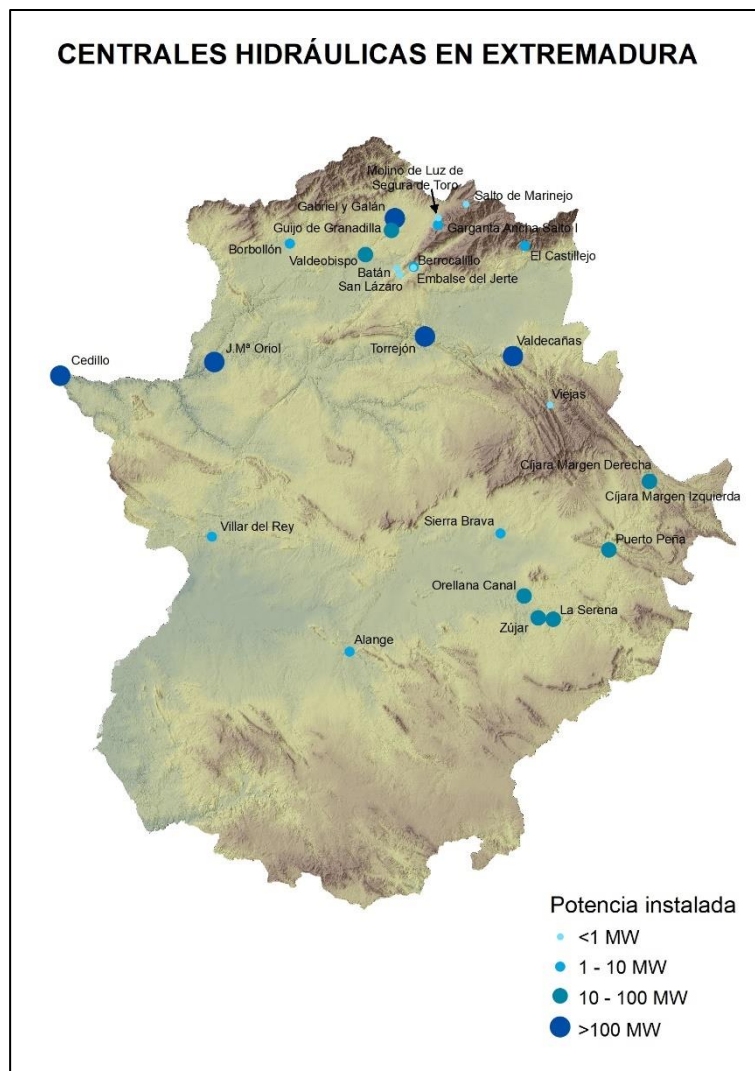 CENTRALES HIDRÁULICAS EN EXTREMADURA
Molino de Luz de
Segura de Toro
Salto de Marinejo
Gabriel y Galán
Guijo de Granadilla
Garganta Ancha Salto I
Borbollón
El Castillejo
Valdeobispo
Berrocalillo
Batán
Embalse del Jerte
San Lázaro
J.Mª Oriol
Torrejón
Valdecañas
Cedillo
Viejas
Cíjara Margen Derecha
Cíjara Margen Izquierda
Villar del Rey
Sierra Brava
Puerto Peña
Orellana Canal
La Serena
Zújar
Alange
Potencia instalada
<1 MW
1 - 10 MW
10 - 100 MW
>100 MW